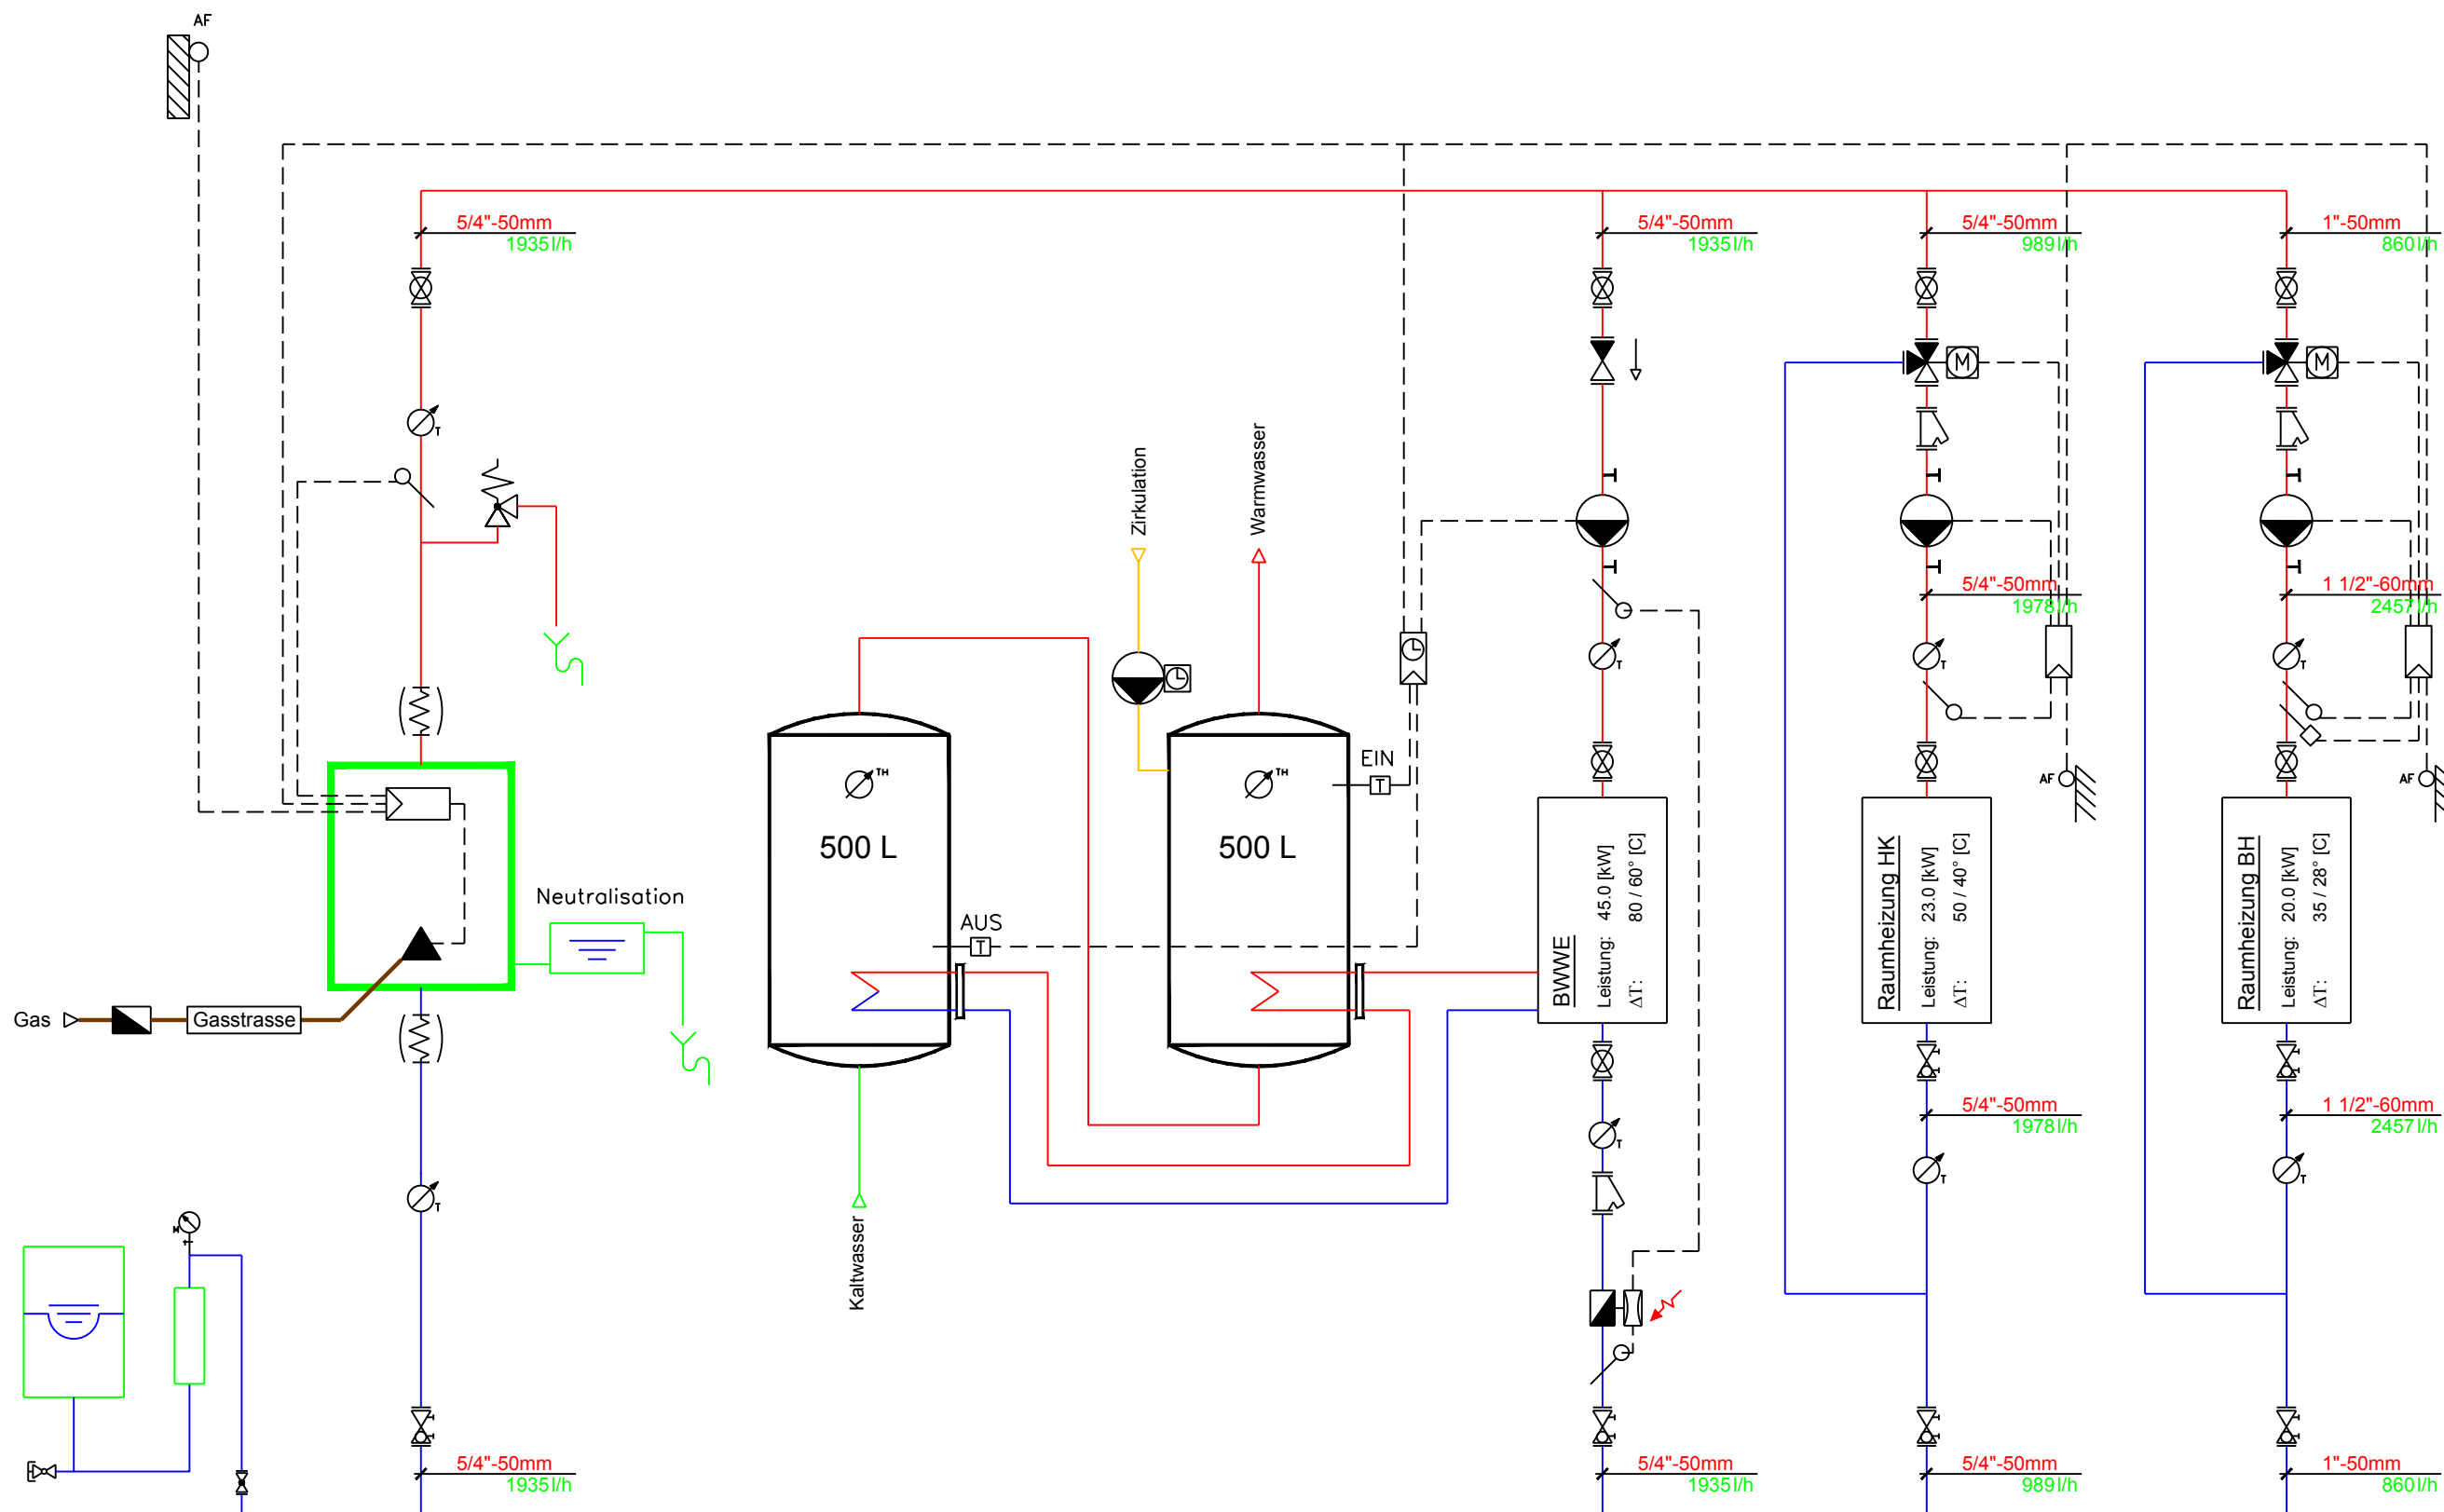 AF
5/4"-50mm
1935 l/h
5/4"-50mm
1935 l/h
5/4"-50mm
989 l/h
1"-50mm
860 l/h
M
M
T
Zirkulation
Warmwasser
5/4"-50mm
1978 l/h
1 1/2"-60mm
2457 l/h
T
T
T
EIN
T
TH
TH
AF
AF
500 L
500 L
AUS
T
Neutralisation
Gas
Gasstrasse
BWWE
Leistung: 45.0 [kW]
ΔT: 80 / 60° [C]
Raumheizung HK
Leistung: 23.0 [kW]
ΔT: 50 / 40° [C]
Raumheizung BH
Leistung: 20.0 [kW]
ΔT: 35 / 28° [C]
5/4"-50mm
1978 l/h
1 1/2"-60mm
2457 l/h
T
T
T
T
M
Kaltwasser
5/4"-50mm
1935 l/h
5/4"-50mm
1935 l/h
5/4"-50mm
989 l/h
1"-50mm
860 l/h